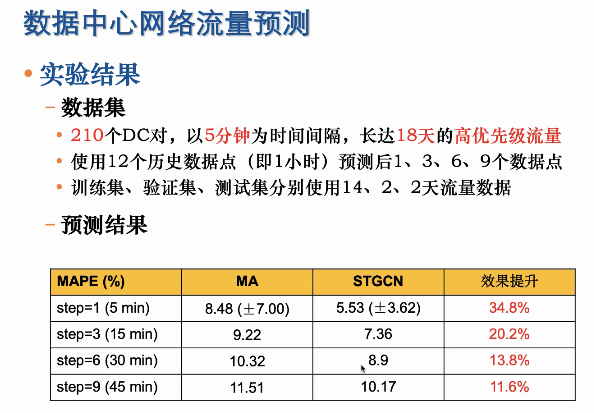 数据中心网络流量预测
• 实验结果
– 数据集
• 210个DC对，以5分钟为时间间隔，长达18天的高优先级流量
• 使用12个历史数据点（即1小时）预测后1、3、6、9个数据点
• 训练集、验证集、测试集分别使用14、2、2天流量数据
– 预测结果
MAPE (%) MA STGCN 效果提升
step=1 (5 min) 8.48 (±7.00) 5.53 (±3.62) 34.8%
step=3 (15 min) 9.22 7.36 20.2%
step=6 (30 min) 10.32 8.9 13.8%
step=9 (45 min) 11.51 10.17 11.6%